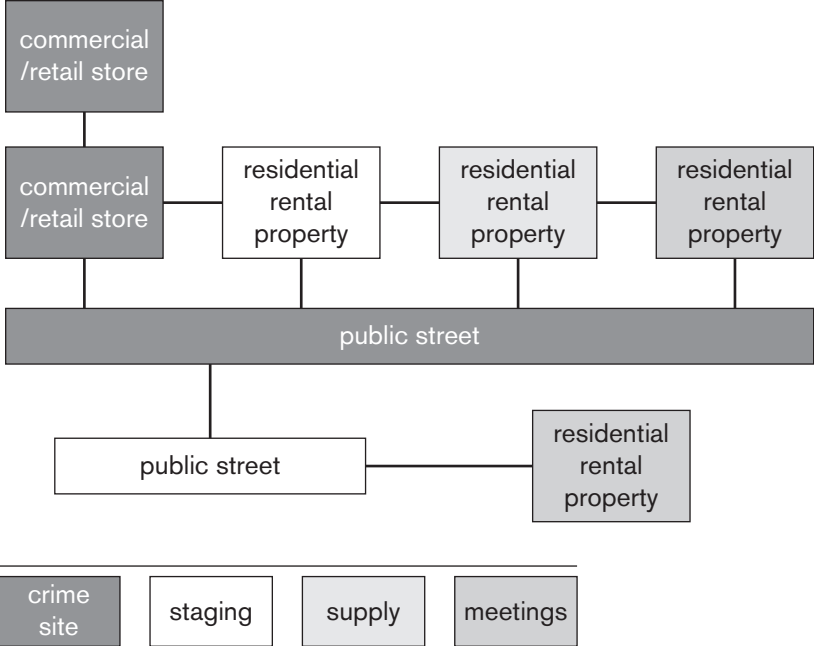 commercial
/retail store
commercial
/retail store
residential
rental
property
residential
rental
property
residential
rental
property
public street
public street
residential
rental
property
crime
site
staging
supply
meetings